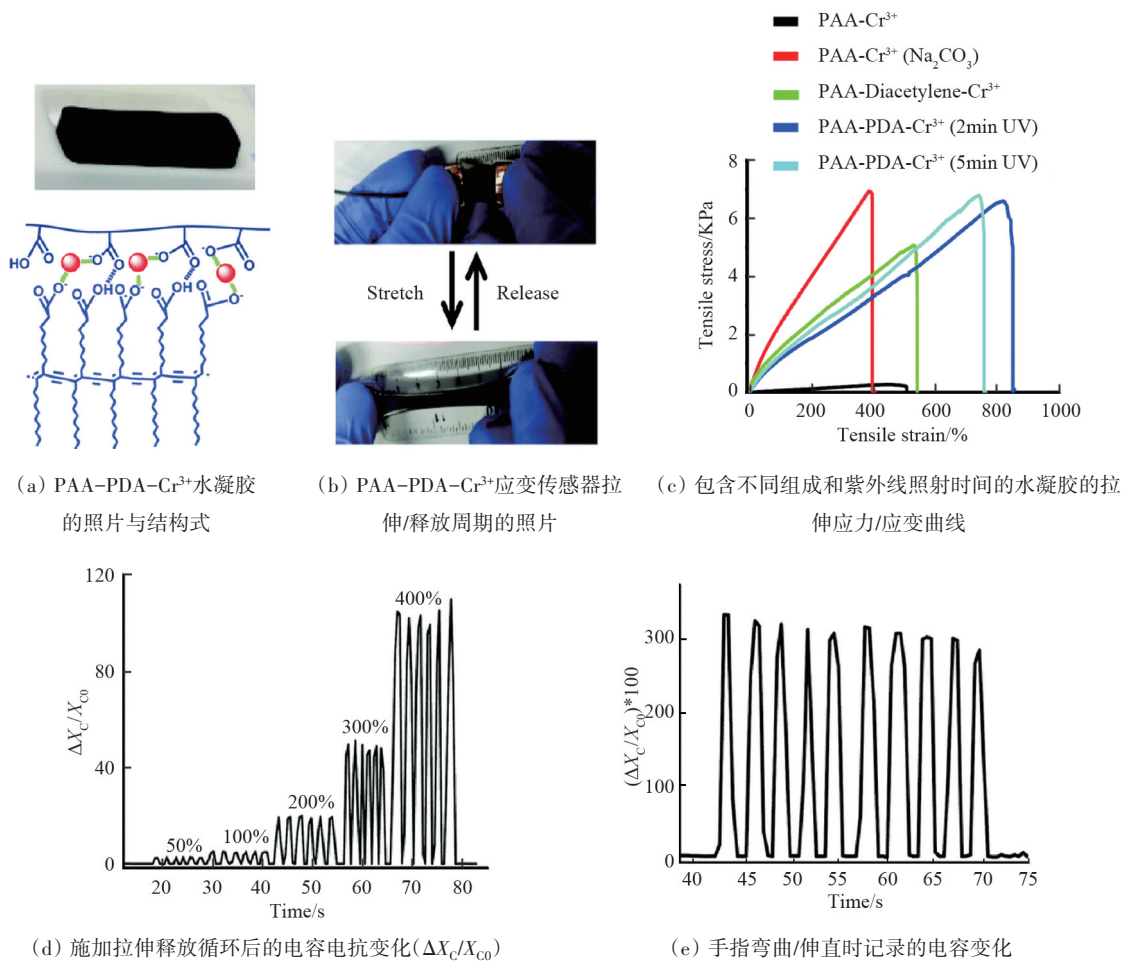 PAA-Cr³⁺
PAA-Cr³⁺ (Na₂CO₃)
PAA-Diacetylene-Cr³⁺
PAA-PDA-Cr³⁺ (2min UV)
PAA-PDA-Cr³⁺ (5min UV)
HO
O
O
O
O⁻
O
O⁻
O
O⁻
O
O⁻
OH
O
O⁻
O
OH
O
O⁻
Stretch
Release
8
6
4
2
0
Tensile stress/KPa
0
200
400
600
800
1000
Tensile strain/%
(a) PAA-PDA-Cr³⁺水凝胶
的照片与结构式
(b) PAA-PDA-Cr³⁺应变传感器拉
伸/释放周期的照片
(c) 包含不同组成和紫外线照射时间的水凝胶的拉
伸应力/应变曲线
120
80
40
0
ΔX_C/X_C0
50%
100%
200%
300%
400%
20
30
40
50
60
70
80
Time/s
(d) 施加拉伸释放循环后的电容电抗变化(ΔX_C/X_C0)
300
200
100
0
(ΔX_C/X_C0)*100
40
45
50
55
60
65
70
75
Time/s
(e) 手指弯曲/伸直时记录的电容变化